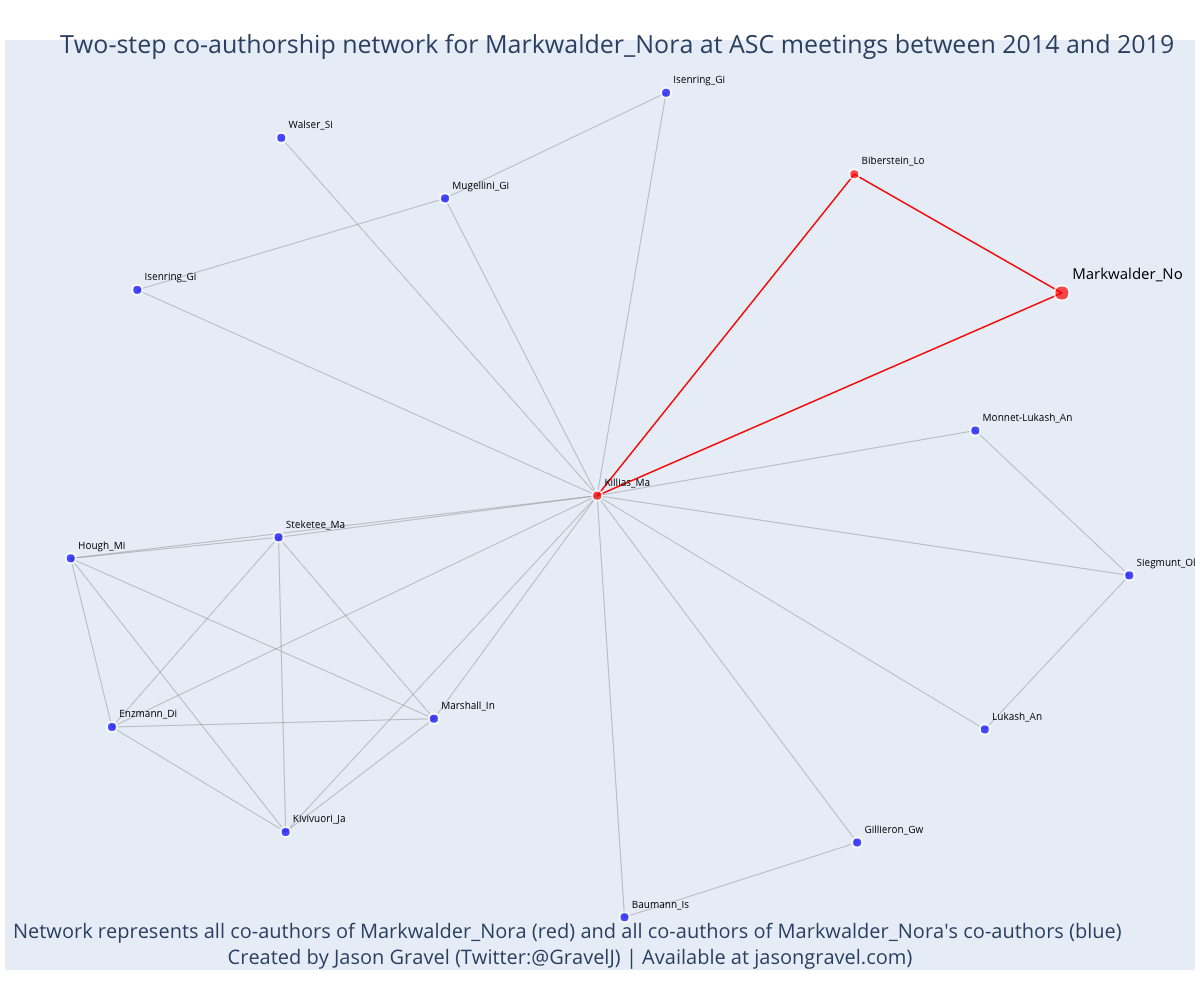 Two-step co-authorship network for Markwalder_Nora at ASC meetings between 2014 and 2019
Isenring_Gi
Walser_Si
Biberstein_Lo
Mugellini_Gi
Markwalder_No
Isenring_Gi
Monnet-Lukash_An
Killias_Ma
Steketee_Ma
Hough_Mi
Siegmunt_Ol
Marshall_In
Enzmann_Di
Lukash_An
Kivivuori_Ja
Gillieron_Gw
Baumann_Is
Network represents all co-authors of Markwalder_Nora (red) and all co-authors of Markwalder_Nora's co-authors (blue)
Created by Jason Gravel (Twitter:@GravelJ) | Available at jasongravel.com)